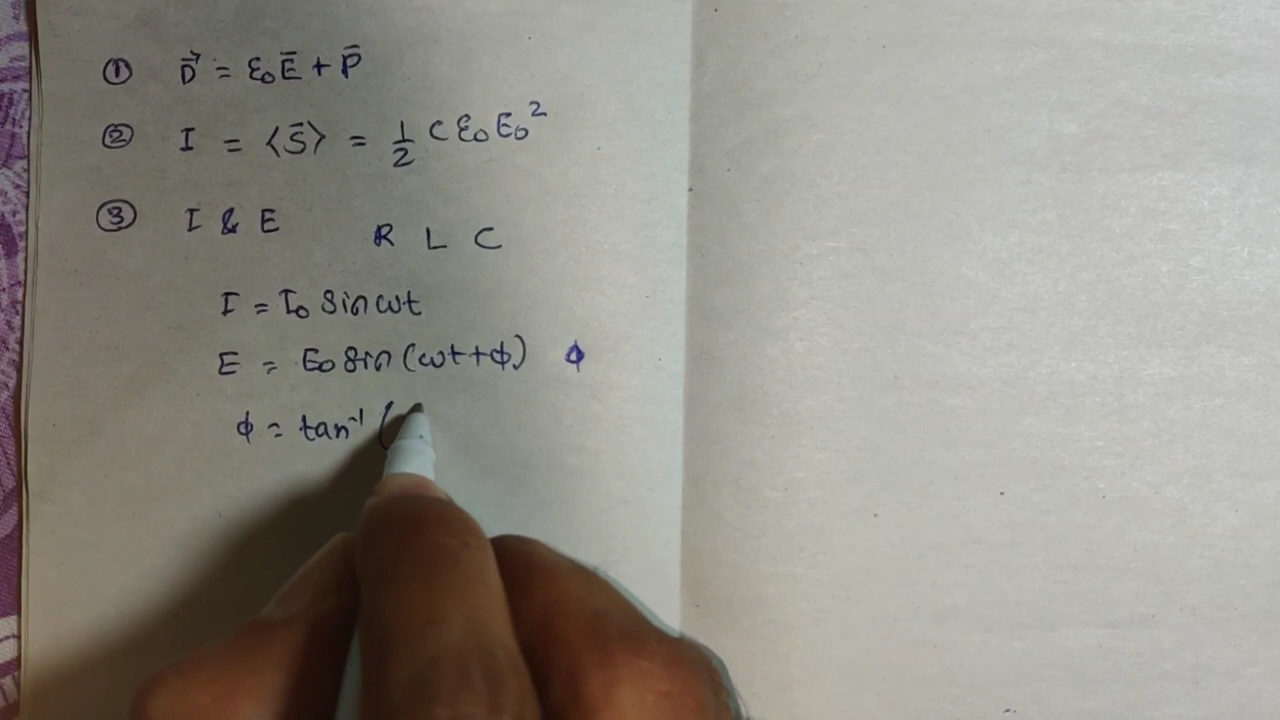 ① D⃗ = ε₀E̅ + P̅
② I = ⟨S̅⟩ = 1/2 C ε₀ E₀²
③ I & E R L C
I = I₀ Sin ωt
E = E₀ Sin (ωt+ϕ) ϕ
ϕ = tan⁻¹ (